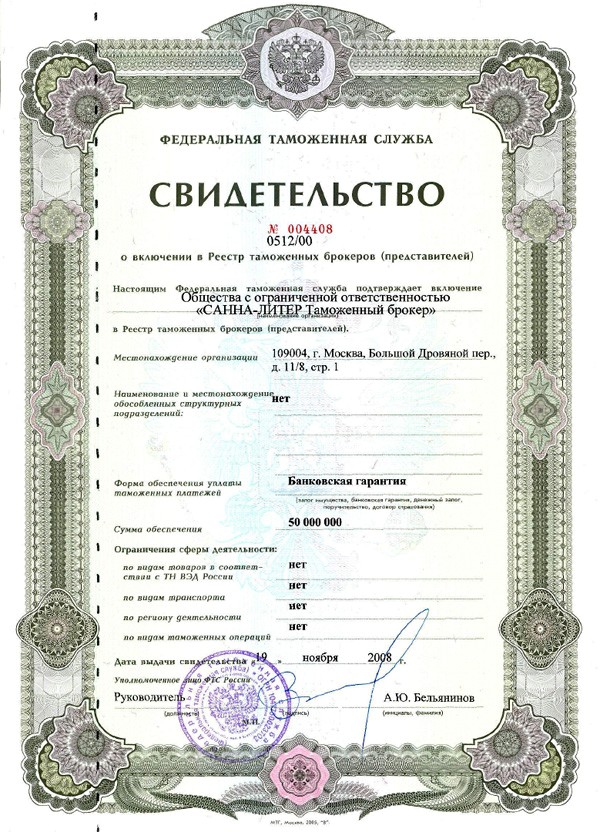 ФЕДЕРАЛЬНАЯ ТАМОЖЕННАЯ СЛУЖБА
СВИДЕТЕЛЬСТВО
№ 004408
0512/00
о включении в Реестр таможенных брокеров (представителей)
Настоящим Федеральная таможенная служба подтверждает включение
Общества с ограниченной ответственностью
«САННА-ЛИТЕР Таможенный брокер»
(наименование организации)
в Реестр таможенных брокеров (представителей).
Местонахождение организации 109004, г. Москва, Большой Дровяной пер.,
д. 11/8, стр. 1
Наименование и местонахождение нет
обособленных структурных
подразделений:
Форма обеспечения уплаты Банковская гарантия
таможенных платежей
(залог имущества, банковская гарантия, денежный залог,
поручительство, договор страхования)
Сумма обеспечения 50 000 000
Ограничения сферы деятельности:
по видам товаров в соответ- нет
ствии с ТН ВЭД России
по видам транспорта нет
по региону деятельности нет
по видам таможенных операций нет
Дата выдачи свидетельства « 19 » ноября 2008 г.
Уполномоченное лицо ФТС России
Руководитель А.Ю. Бельянинов
(должность) (подпись) (инициалы, фамилия)
М.П.
МТГ, Москва, 2005, "В".